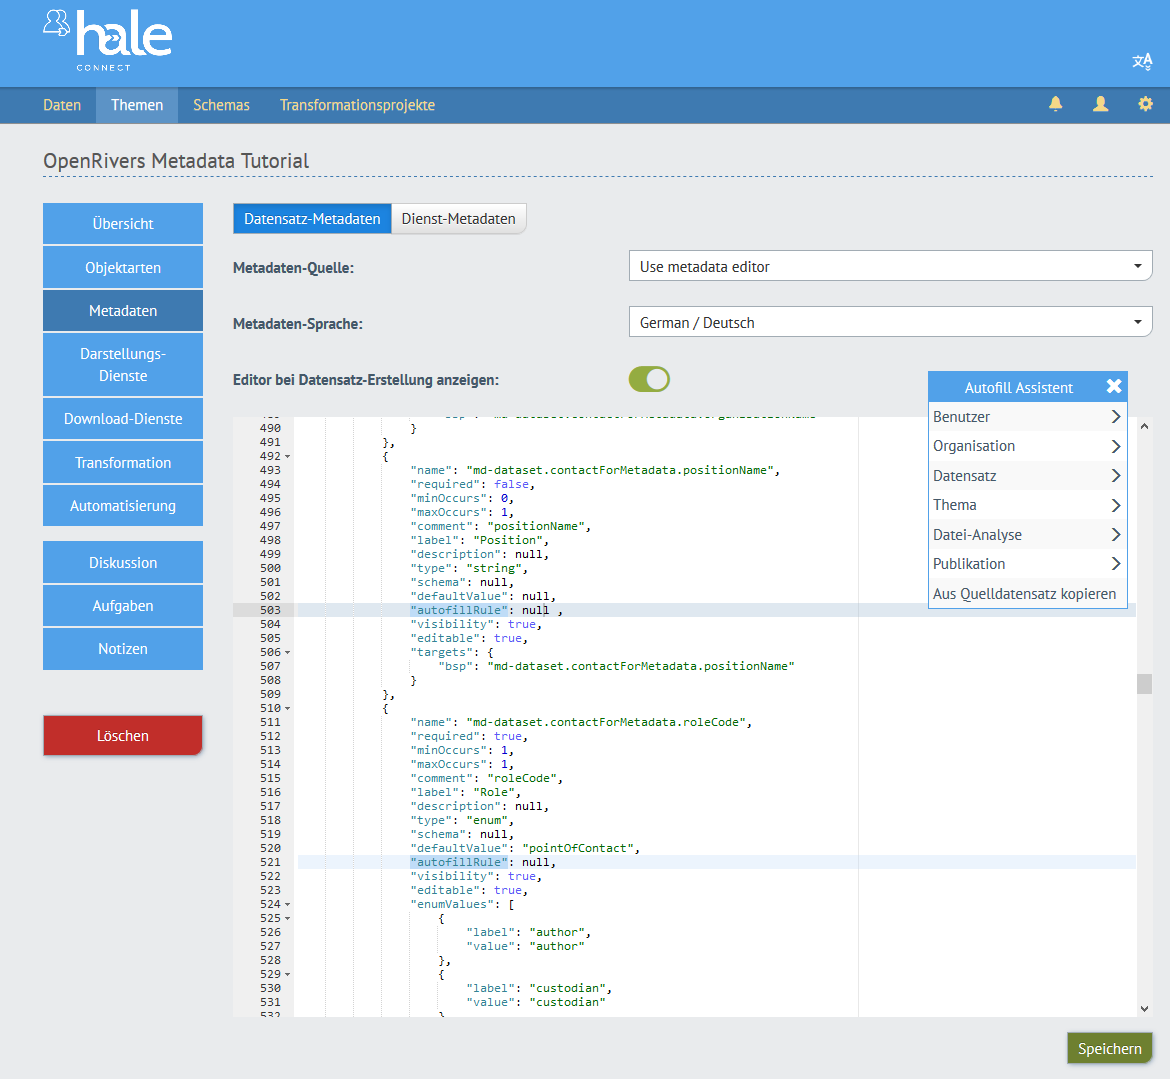 hale
CONNECT
Daten Themen Schemas Transformationsprojekte
OpenRivers Metadata Tutorial
Übersicht
Objektarten
Metadaten
Darstellungs-
Dienste
Download-Dienste
Transformation
Automatisierung
Diskussion
Aufgaben
Notizen
Löschen
Datensatz-Metadaten Dienst-Metadaten
Metadaten-Quelle: Use metadata editor
Metadaten-Sprache: German / Deutsch
Editor bei Datensatz-Erstellung anzeigen:
Autofill Assistent
Benutzer
Organisation
Datensatz
Thema
Datei-Analyse
Publikation
Aus Quelldatensatz kopieren
490 }
491 },
492 {
493 "name": "md-dataset.contactForMetadata.positionName",
494 "required": false,
495 "minOccurs": 0,
496 "maxOccurs": 1,
497 "comment": "positionName",
498 "label": "Position",
499 "description": null,
500 "type": "string",
501 "schema": null,
502 "defaultValue": null,
503 "autofillRule": null ,
504 "visibility": true,
505 "editable": true,
506 "targets": {
507 "bsp": "md-dataset.contactForMetadata.positionName"
508 }
509 },
510 {
511 "name": "md-dataset.contactForMetadata.roleCode",
512 "required": true,
513 "minOccurs": 1,
514 "maxOccurs": 1,
515 "comment": "roleCode",
516 "label": "Role",
517 "description": null,
518 "type": "enum",
519 "schema": null,
520 "defaultValue": "pointOfContact",
521 "autofillRule": null,
522 "visibility": true,
523 "editable": true,
524 "enumValues": [
525 {
526 "label": "author",
527 "value": "author"
528 },
529 {
530 "label": "custodian",
531 "value": "custodian"
532 }
Speichern